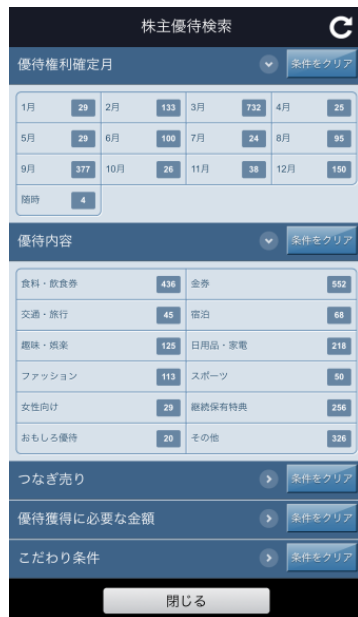 株主優待検索
優待権利確定月 条件をクリア
1月 29 2月 133 3月 732 4月 25
5月 29 6月 100 7月 24 8月 95
9月 377 10月 26 11月 38 12月 150
随時 4
優待内容 条件をクリア
食料・飲食券 436 金券 552
交通・旅行 45 宿泊 68
趣味・娯楽 125 日用品・家電 218
ファッション 113 スポーツ 50
女性向け 29 継続保有特典 256
おもしろ優待 20 その他 326
つなぎ売り 条件をクリア
優待獲得に必要な金額 条件をクリア
こだわり条件 条件をクリア
閉じる